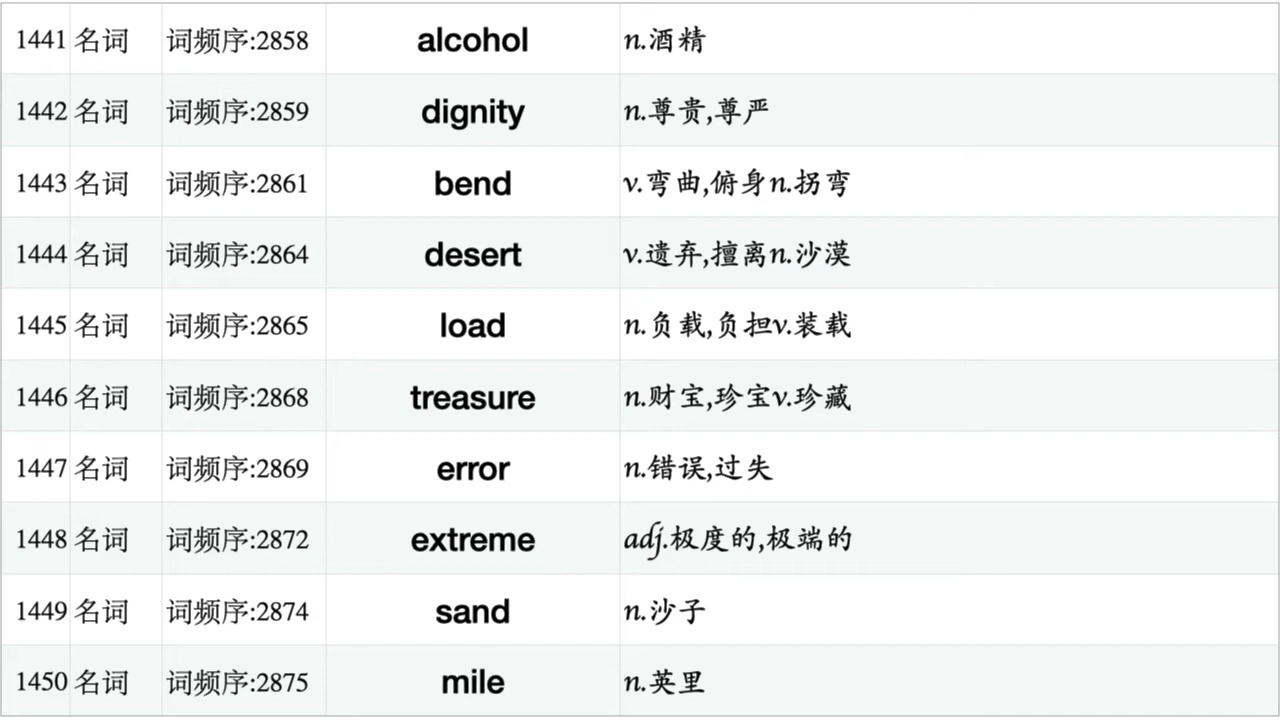 1441 名词 词频序:2858 alcohol n.酒精
1442 名词 词频序:2859 dignity n.尊贵,尊严
1443 名词 词频序:2861 bend v.弯曲,俯身n.拐弯
1444 名词 词频序:2864 desert v.遗弃,擅离n.沙漠
1445 名词 词频序:2865 load n.负载,负担v.装载
1446 名词 词频序:2868 treasure n.财宝,珍宝v.珍藏
1447 名词 词频序:2869 error n.错误,过失
1448 名词 词频序:2872 extreme adj.极度的,极端的
1449 名词 词频序:2874 sand n.沙子
1450 名词 词频序:2875 mile n.英里